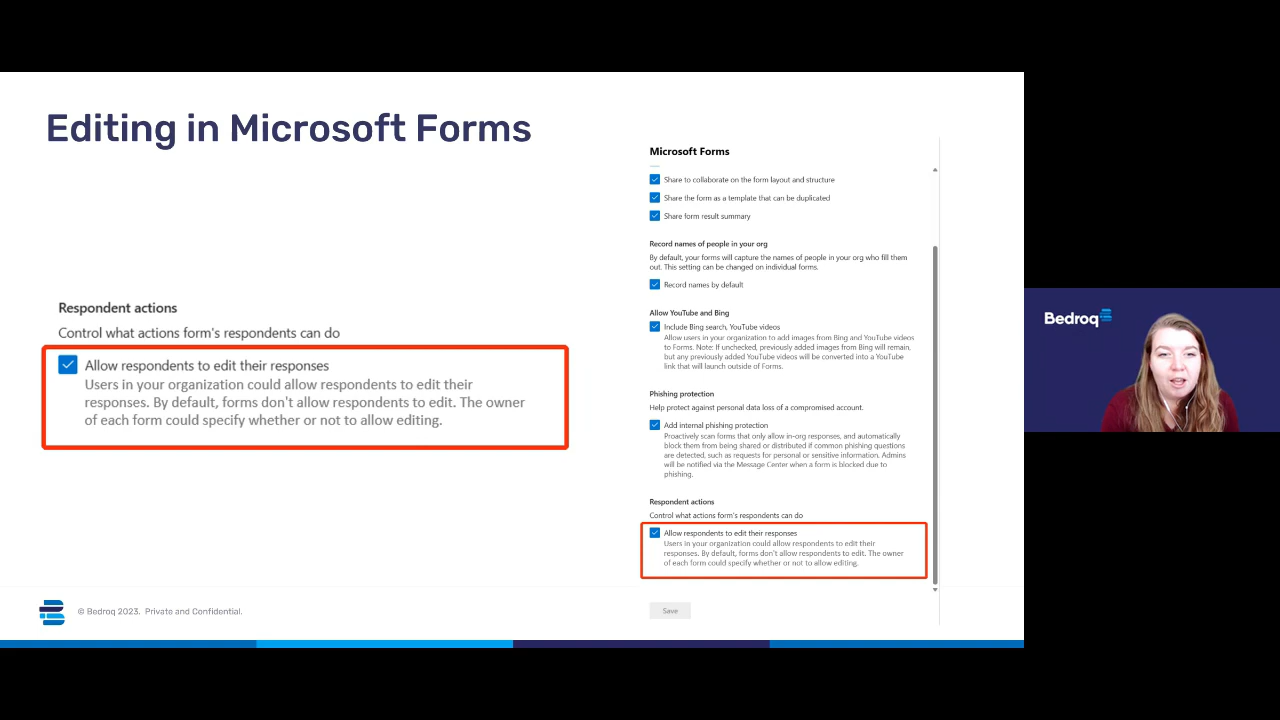 Editing in Microsoft Forms
Respondent actions
Control what actions form's respondents can do
Allow respondents to edit their responses
Users in your organization could allow respondents to edit their
responses. By default, forms don't allow respondents to edit. The owner
of each form could specify whether or not to allow editing.
Microsoft Forms
Share to collaborate on the form layout and structure
Share the form as a template that can be duplicated
Share form result summary
Record names of people in your org
By default, your forms will capture the names of people in your org who fill them
out. This setting can be changed on individual forms.
Record names by default
Allow YouTube and Bing
Include Bing search, YouTube videos
Allow users in your organization to add images from Bing and YouTube videos
to Forms. Note: If unchecked, previously added images from Bing will remain,
but any previously added YouTube videos will be converted into a YouTube
link that will launch outside of Forms.
Phishing protection
Help protect against personal data loss of a compromised account.
Add internal phishing protection
Proactively scan forms that only allow in-org responses, and automatically
block them from being shared or distributed if common phishing questions
are detected, such as requests for personal or sensitive information. Admins
will be notified via the Message Center when a form is blocked due to
phishing.
Respondent actions
Control what actions form's respondents can do
Allow respondents to edit their responses
Users in your organization could allow respondents to edit their
responses. By default, forms don't allow respondents to edit. The owner
of each form could specify whether or not to allow editing.
Save
© Bedroq 2023. Private and Confidential.
Bedroq